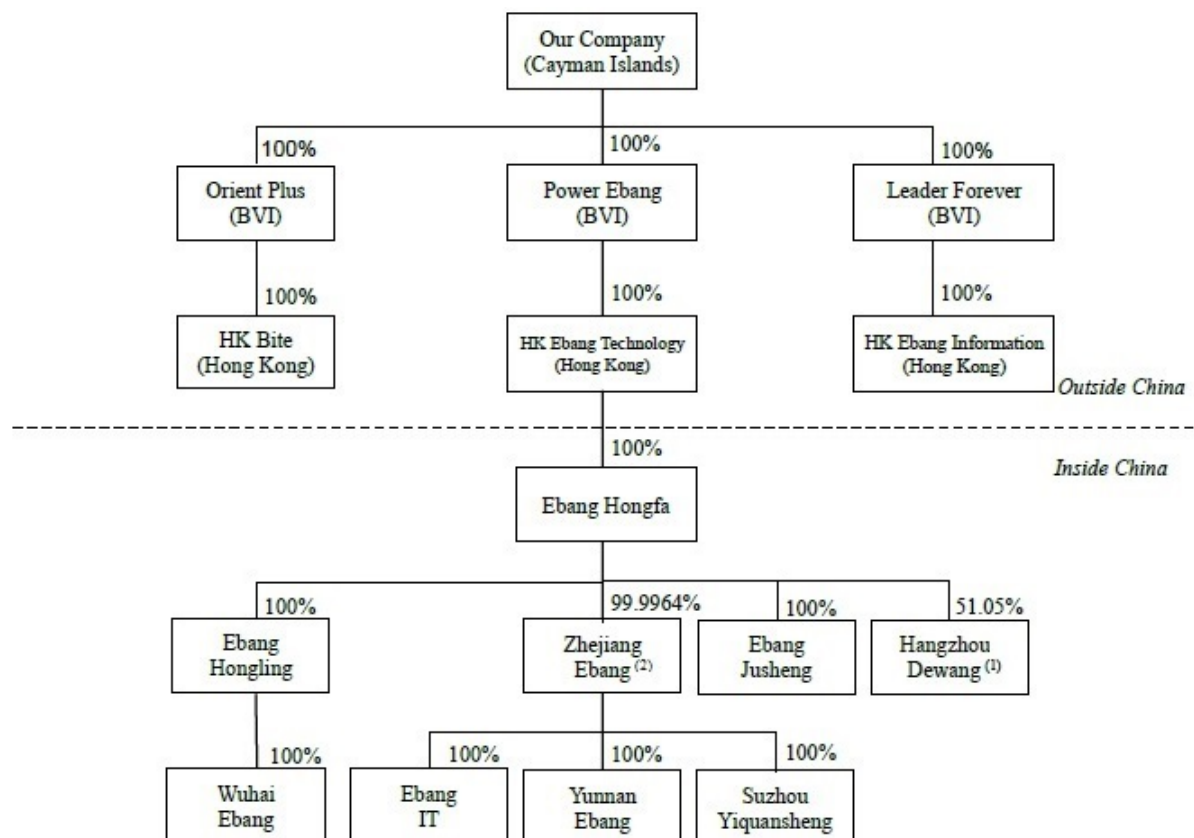 Our Company
(Cayman Islands)
100%
100%
100%
Orient Plus
(BVI)
Power Ebang
(BVI)
Leader Forever
(BVI)
100%
100%
100%
HK Bite
(Hong Kong)
HK Ebang Technology
(Hong Kong)
HK Ebang Information
(Hong Kong)
Outside China
100%
Inside China
Ebang Hongfa
100%
99.9964%
100%
51.05%
Ebang
Hongling
Zhejiang
Ebang (2)
Ebang
Jusheng
Hangzhou
Dewang (1)
100%
100%
100%
100%
Wuhai
Ebang
Ebang
IT
Yunnan
Ebang
Suzhou
Yiquansheng